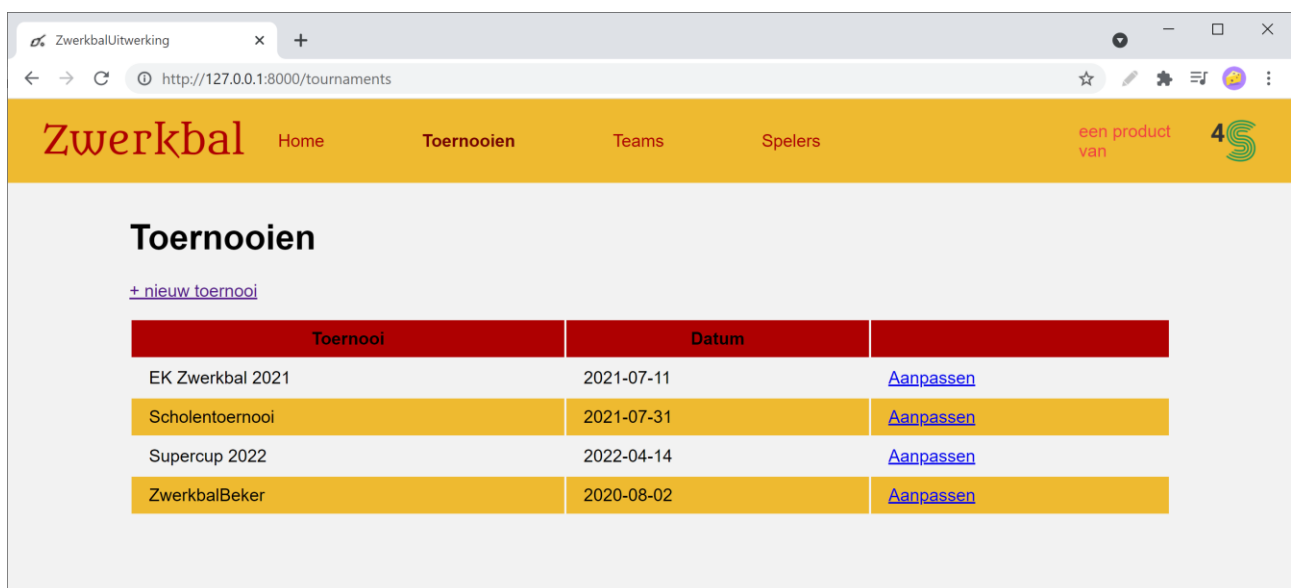 ZwerkbalUitwerking
http://127.0.0.1:8000/tournaments
Zwerkbal Home Toernooien Teams Spelers een product
van
4S
Toernooien
+ nieuw toernooi
Toernooi Datum
EK Zwerkbal 2021 2021-07-11 Aanpassen
Scholentoernooi 2021-07-31 Aanpassen
Supercup 2022 2022-04-14 Aanpassen
ZwerkbalBeker 2020-08-02 Aanpassen